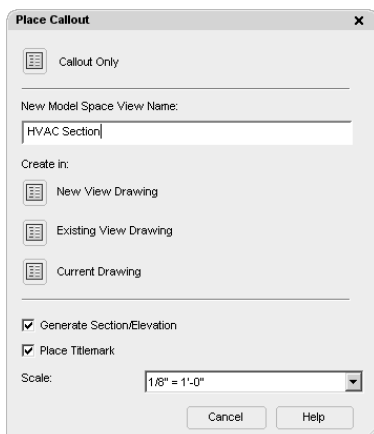 Place Callout
Callout Only
New Model Space View Name:
HVAC Section
Create in:
New View Drawing
Existing View Drawing
Current Drawing
Generate Section/Elevation
Place Titlemark
Scale: 1/8" = 1'-0"
Cancel Help